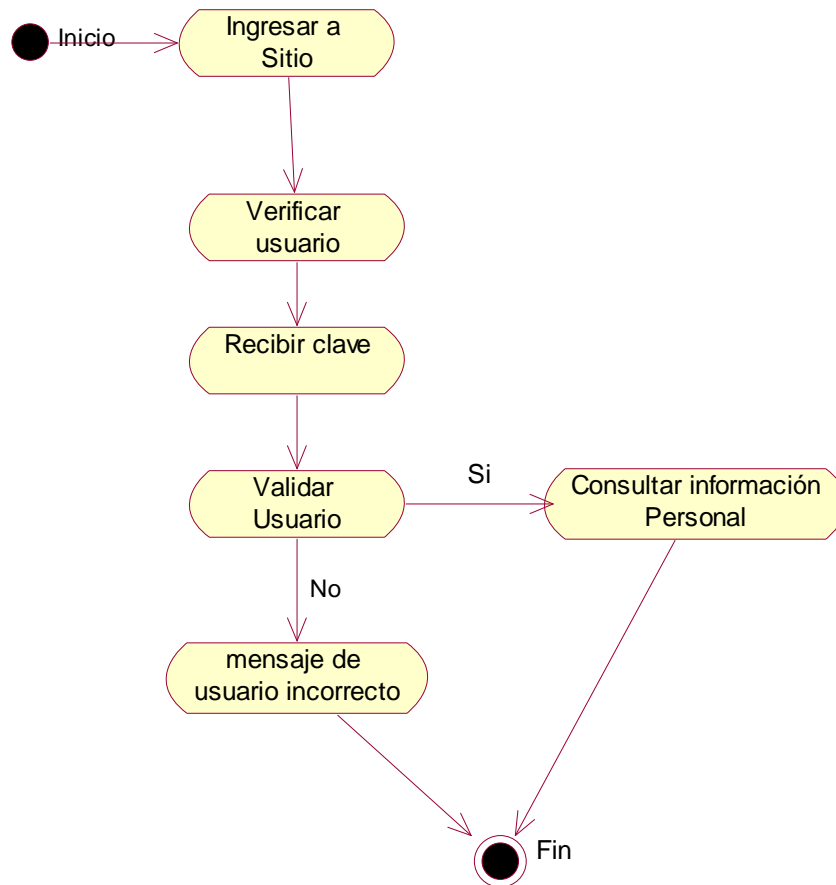 Inicio
Ingresar a
Sitio
Verificar
usuario
Recibir clave
Validar
Usuario
Si
Consultar información
Personal
No
mensaje de
usuario incorrecto
Fin